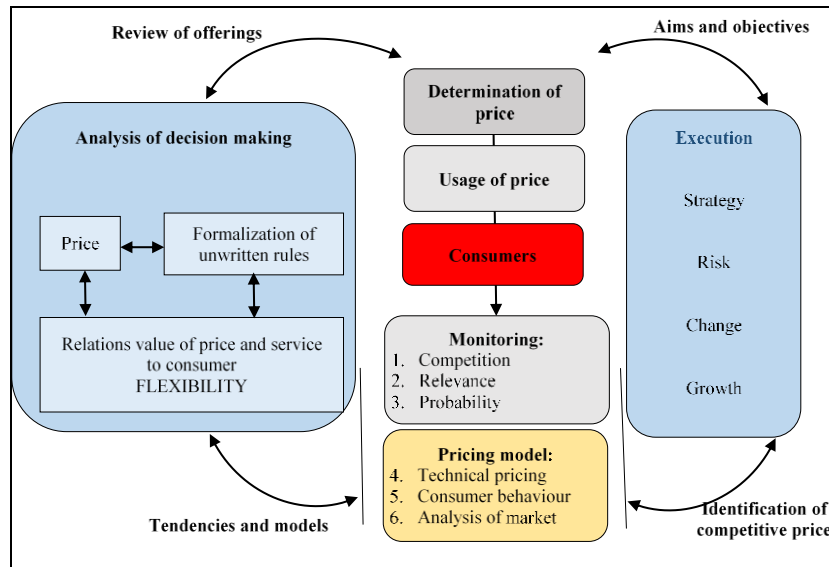 Review of offerings
Aims and objectives
Determination of
price
Usage of price
Consumers
Analysis of decision making
Price
Formalization of
unwritten rules
Relations value of price and service
to consumer
FLEXIBILITY
Monitoring:
1. Competition
2. Relevance
3. Probability
Pricing model:
4. Technical pricing
5. Consumer behaviour
6. Analysis of market
Execution
Strategy
Risk
Change
Growth
Tendencies and models
Identification of
competitive price